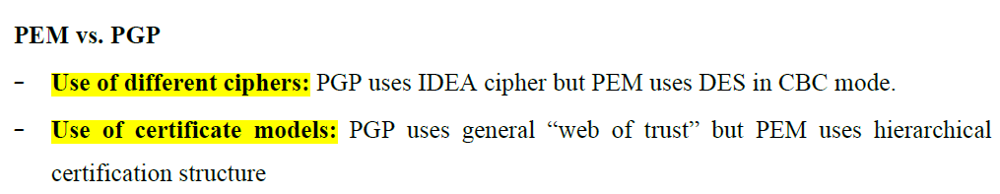 PEM vs. PGP
- Use of different ciphers: PGP uses IDEA cipher but PEM uses DES in CBC mode.
- Use of certificate models: PGP uses general “web of trust” but PEM uses hierarchical
certification structure